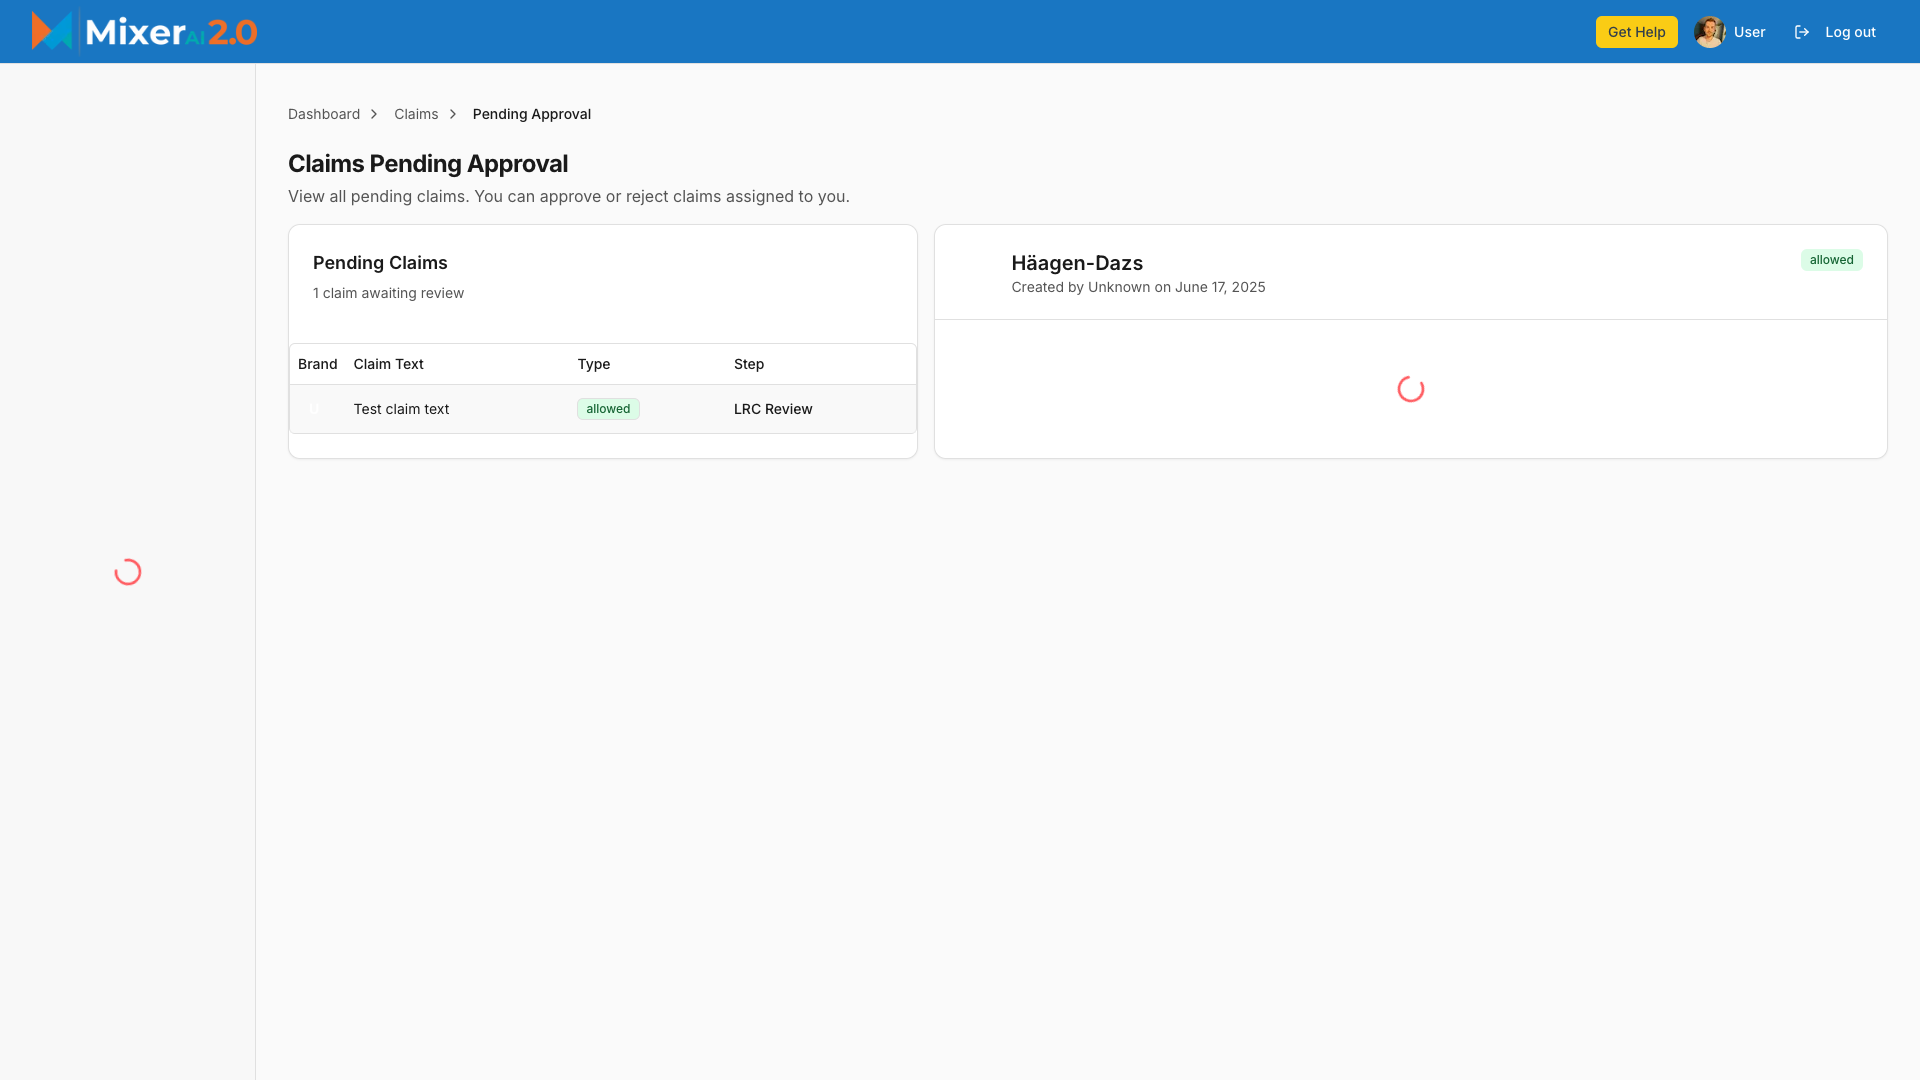 MixerAI 2.0
Get Help
User
Log out
Dashboard
Claims
Pending Approval
Claims Pending Approval
View all pending claims. You can approve or reject claims assigned to you.
Pending Claims
1 claim awaiting review
Brand Claim Text Type Step
U Test claim text allowed LRC Review
Häagen-Dazs
allowed
Created by Unknown on June 17, 2025